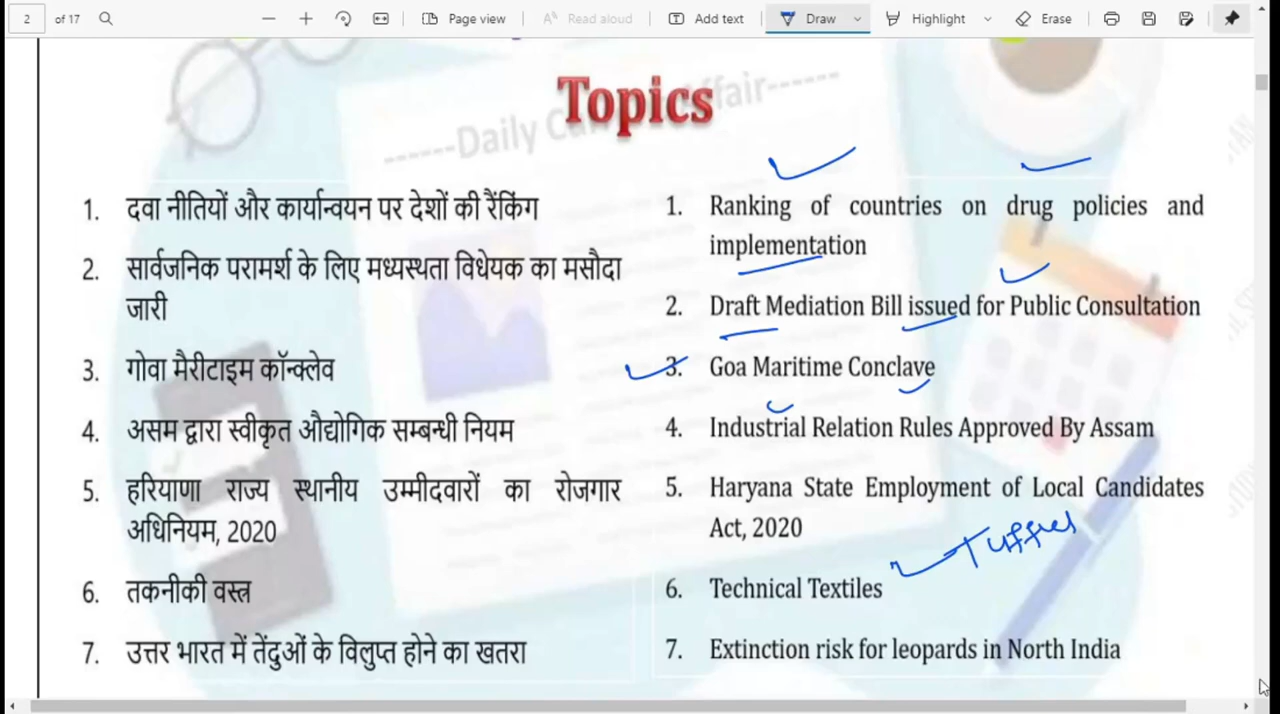 2 of 17 Page view Read aloud Add text Draw Highlight Erase
Topics
------Daily Cu ffair------
1. दवा नीतियों और कार्यान्वयन पर देशों की रैंकिंग
2. सार्वजनिक परामर्श के लिए मध्यस्थता विधेयक का मसौदा
जारी
3. गोवा मैरीटाइम कॉन्क्लेव
4. असम द्वारा स्वीकृत औद्योगिक सम्बन्धी नियम
5. हरियाणा राज्य स्थानीय उम्मीदवारों का रोजगार
अधिनियम, 2020
6. तकनीकी वस्त्र
7. उत्तर भारत में तेंदुओं के विलुप्त होने का खतरा
1. Ranking of countries on drug policies and
implementation
2. Draft Mediation Bill issued for Public Consultation
3. Goa Maritime Conclave
4. Industrial Relation Rules Approved By Assam
5. Haryana State Employment of Local Candidates
Act, 2020
6. Technical Textiles
7. Extinction risk for leopards in North India